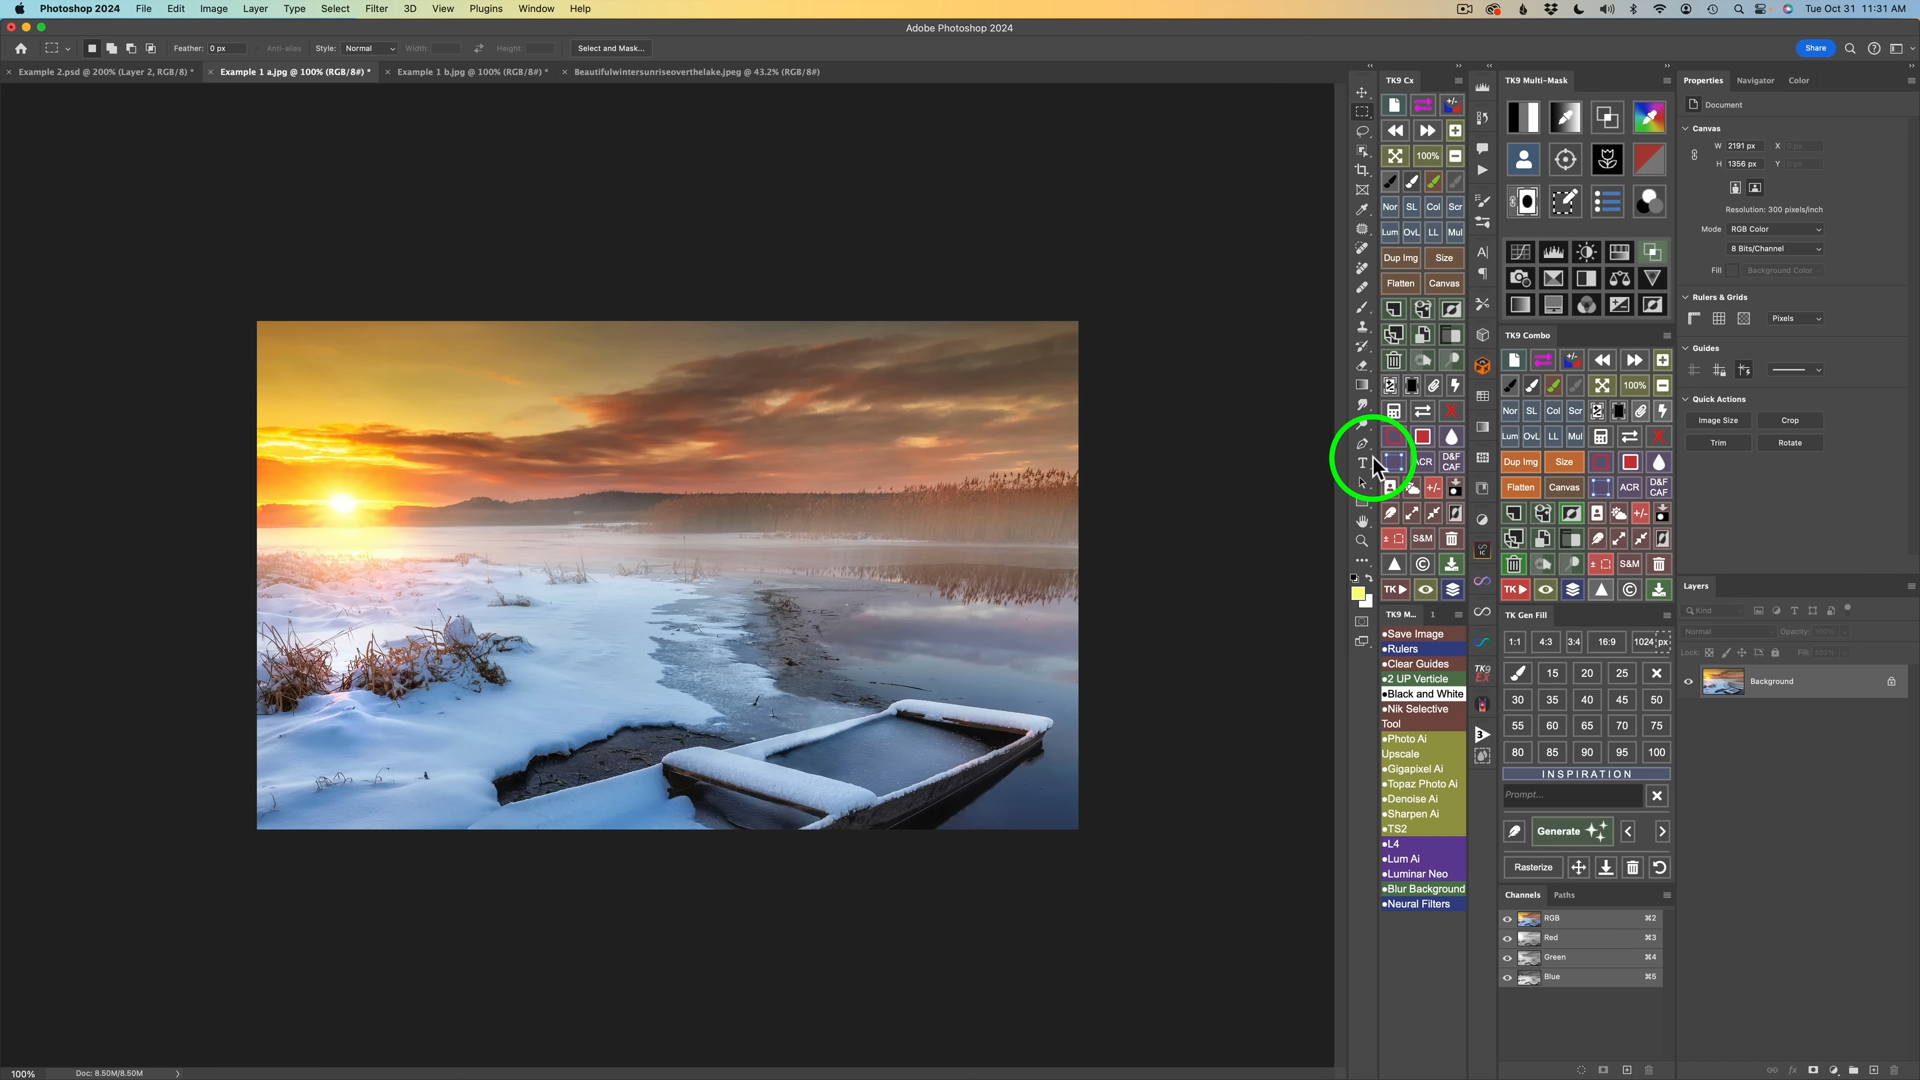 Photoshop 2024 File Edit Image Layer Type Select Filter 3D View Plugins Window Help Tue Oct 31 11:31 AM
Adobe Photoshop 2024
Feather: 0 px Anti-alias Style: Normal Width: Height: Select and Mask... Share
Example 2.psd @ 200% (Layer 2, RGB/8) * Example 1 a.jpg @ 100% (RGB/8#) * Example 1 b.jpg @ 100% (RGB/8#) * Beautifulwintersunriseoverthelake.jpeg @ 43.2% (RGB/8#)
TK9 Cx
100%
Nor SL Col Scr
Lum OvL LL Mul
Dup Img Size
Flatten Canvas
ACR D&F CAF
+/-
S&M
TK
TK9 M... 1
●Save Image
●Rulers
●Clear Guides
●2 UP Verticle
●Black and White
●Nik Selective
Tool
●Photo Ai
Upscale
●Gigapixel Ai
●Topaz Photo Ai
●Denoise Ai
●Sharpen Ai
●TS2
●L4
●Lum Ai
●Luminar Neo
●Blur Background
●Neural Filters
TK9 Multi-Mask
TK9 Combo
100%
Nor SL Col Scr
Lum OvL LL Mul
Dup Img Size
Flatten Canvas ACR D&F CAF
+/-
S&M
TK
TK Gen Fill
1:1 4:3 3:4 16:9 1024 px
15 20 25
30 35 40 45 50
55 60 65 70 75
80 85 90 95 100
INSPIRATION
Prompt...
Generate
Rasterize
Channels Paths
RGB ⌘2
Red ⌘3
Green ⌘4
Blue ⌘5
Properties Navigator Color
Document
Canvas
W 2191 px X 0 px
H 1356 px Y 0 px
Resolution: 300 pixels/inch
Mode RGB Color
8 Bits/Channel
Fill Background Color
Rulers & Grids
Pixels
Guides
Quick Actions
Image Size Crop
Trim Rotate
Layers
Kind
Normal Opacity: 100%
Lock: Fill: 100%
Background
100% Doc: 8.50M/8.50M